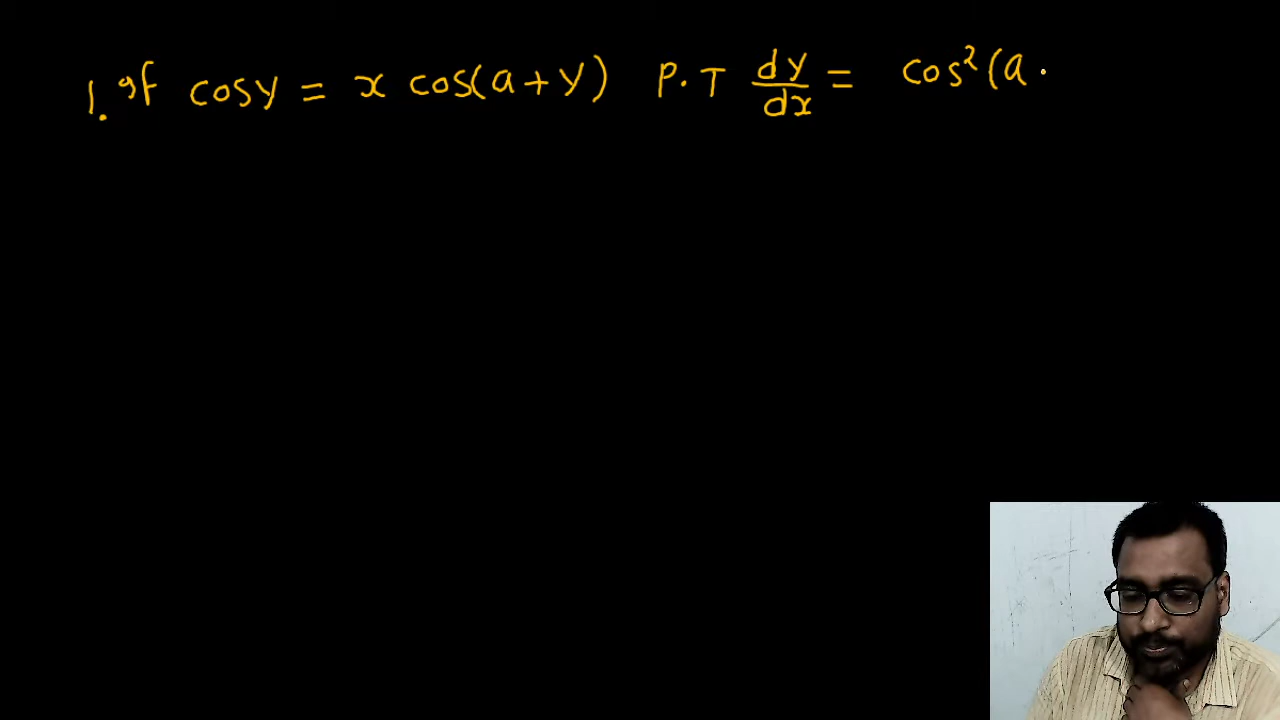 1. If cosy = x cos(a+y) P.T dy/dx = cos²(a